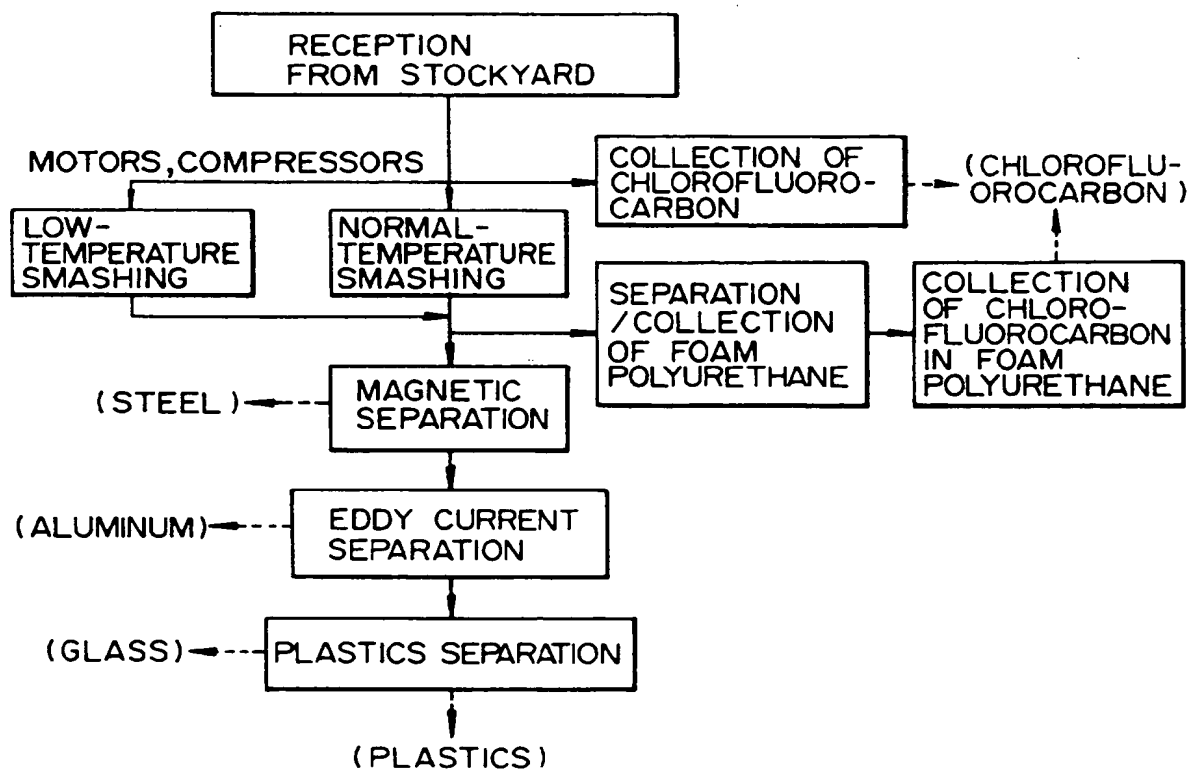 RECEPTION
FROM STOCKYARD
MOTORS, COMPRESSORS
COLLECTION OF
CHLOROFLUORO-
CARBON
(CHLOROFLU-
OROCARBON)
LOW-
TEMPERATURE
SMASHING
NORMAL-
TEMPERATURE
SMASHING
SEPARATION
/COLLECTION
OF FOAM
POLYURETHANE
COLLECTION
OF CHLORO-
FLUOROCARBON
IN FOAM
POLYURETHANE
(STEEL)
MAGNETIC
SEPARATION
(ALUMINUM)
EDDY CURRENT
SEPARATION
(GLASS)
PLASTICS SEPARATION
(PLASTICS)